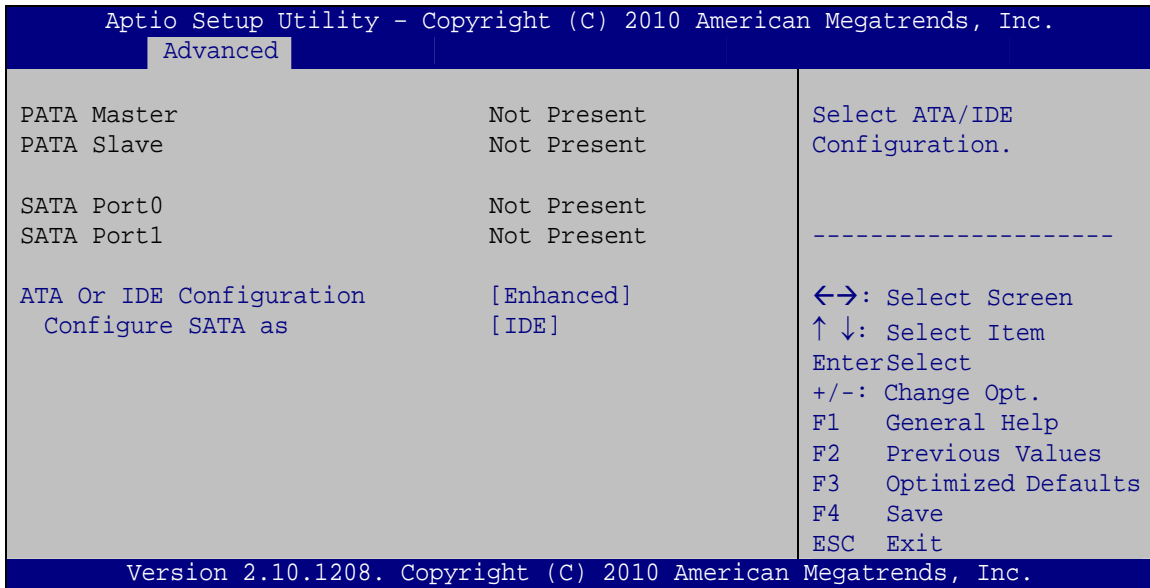 Aptio Setup Utility – Copyright (C) 2010 American Megatrends, Inc.
Advanced
PATA Master Not Present
PATA Slave Not Present
SATA Port0 Not Present
SATA Port1 Not Present
ATA Or IDE Configuration [Enhanced]
Configure SATA as [IDE]
Select ATA/IDE
Configuration.
---------------------
←→: Select Screen
↑ ↓: Select Item
EnterSelect
+/-: Change Opt.
F1 General Help
F2 Previous Values
F3 Optimized Defaults
F4 Save
ESC Exit
Version 2.10.1208. Copyright (C) 2010 American Megatrends, Inc.